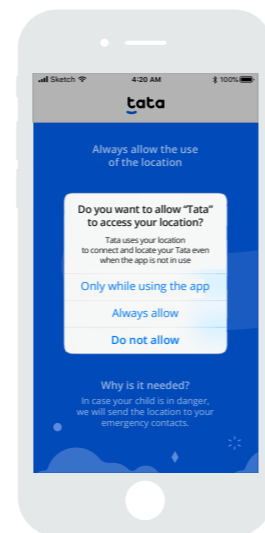 Sketch 4:20 AM 100%
tata
Always allow the use
of the location
Do you want to allow “Tata”
to access your location?
Tata uses your location
to connect and locate your Tata even
when the app is not in use
Only while using the app
Always allow
Do not allow
Why is it needed?
In case your child is in danger,
we will send the location to your
emergency contacts.